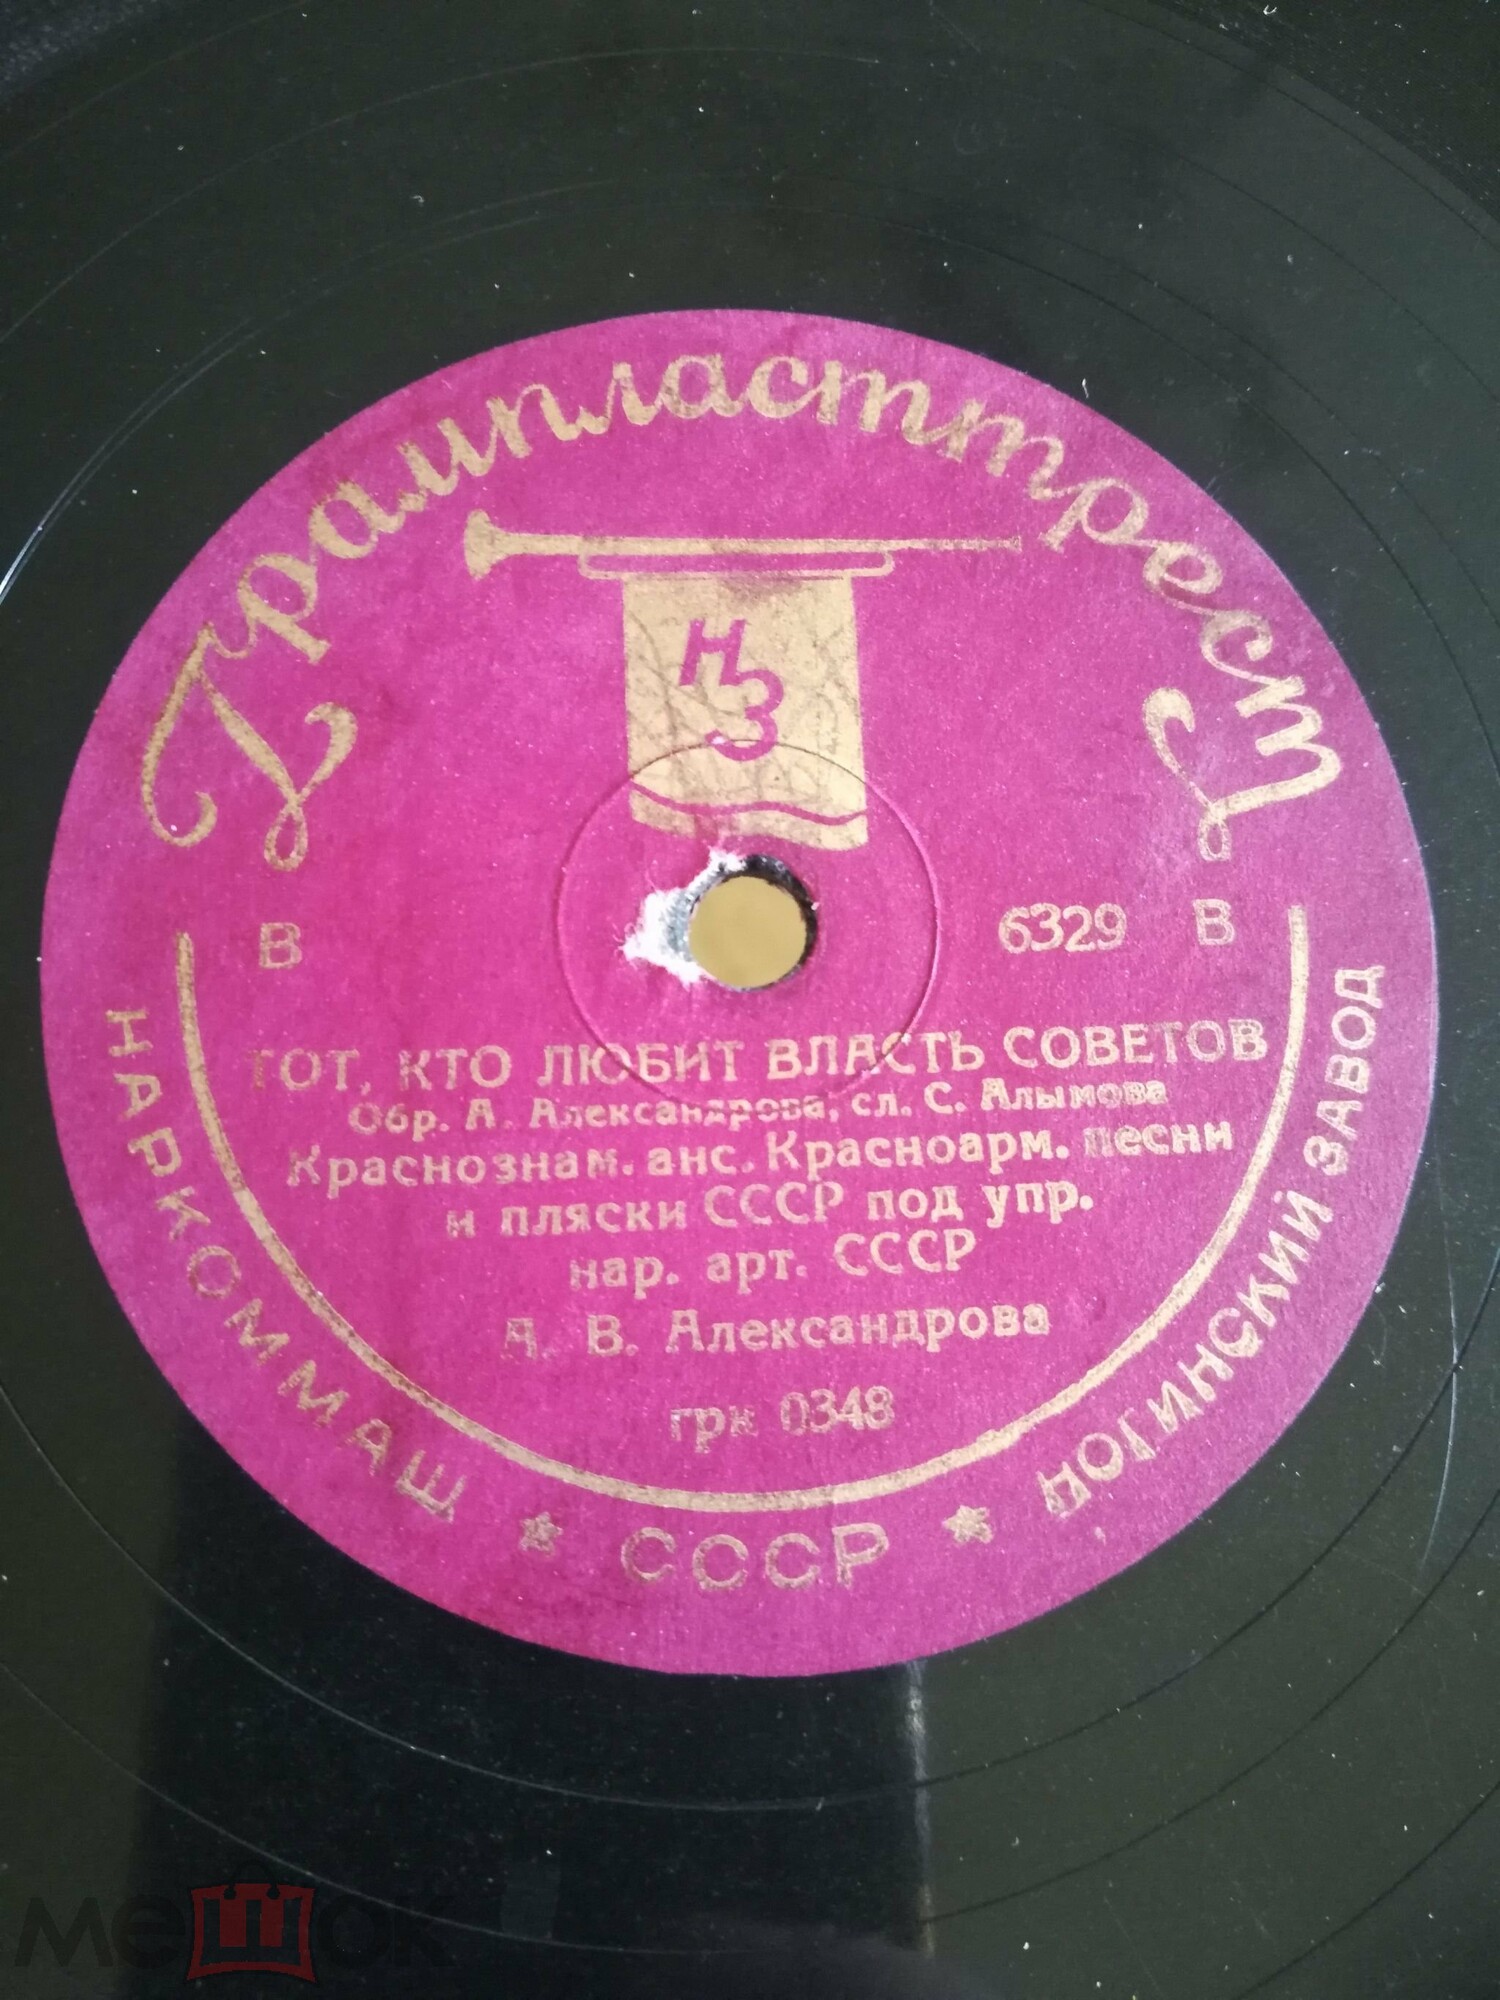 Грампласттрест
НЗ
В 6329 В
ТОТ, КТО ЛЮБИТ ВЛАСТЬ СОВЕТОВ
Обр. А. Александрова, сл. С. Алымова
Краснознам. анс. Красноарм. песни
и пляски СССР под упр.
нар. арт. СССР
А. В. Александрова
грк 0348
НАРКОММАШ ★ СССР ★ НОГИНСКИЙ ЗАВОД
мешок